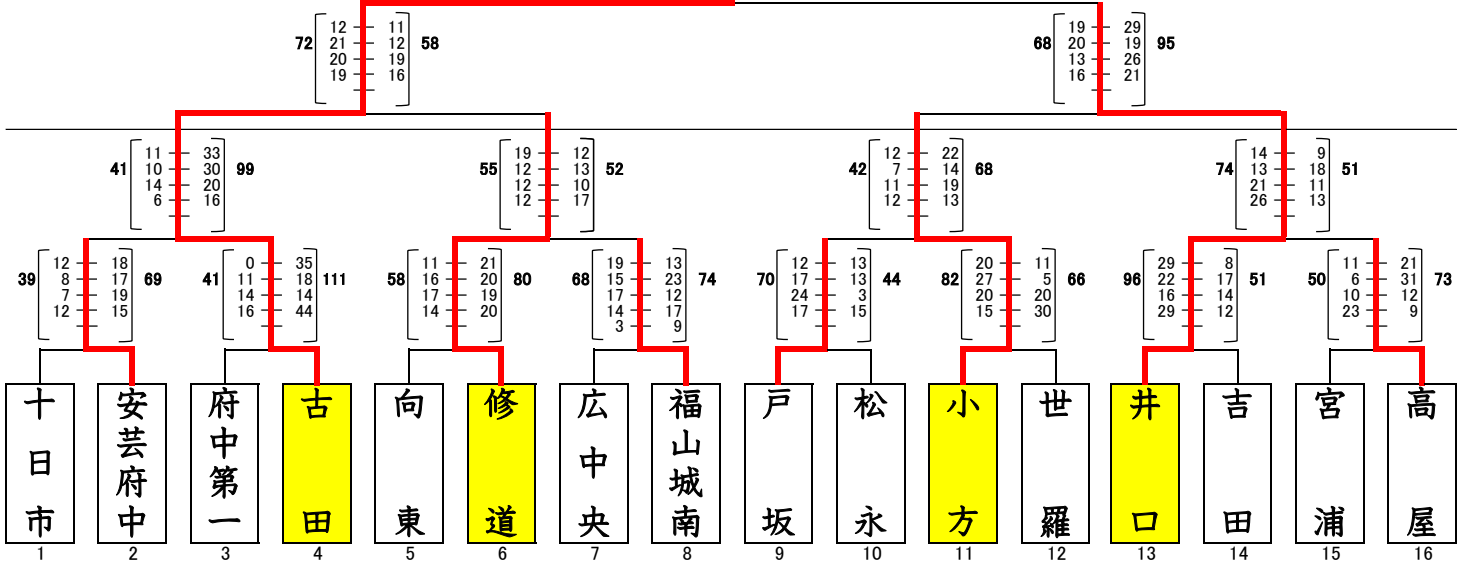 72 12 11 58
21 12
20 19
19 16
68 19 29 95
20 19
13 26
16 21
41 11 33 99
10 30
14 20
6 16
55 19 12 52
12 13
12 10
12 17
42 12 22 68
7 14
11 19
12 13
74 14 9 51
13 18
21 11
26 13
39 12 18 69
8 17
7 19
12 15
41 0 35 111
11 18
14 14
16 44
58 11 21 80
16 20
17 19
14 20
68 19 13 74
15 23
17 12
14 17
3 9
70 12 13 44
17 13
24 3
17 15
82 20 11 66
27 5
20 20
15 30
96 29 8 51
22 17
16 14
29 12
50 11 21 73
6 31
10 12
23 9
十日市
安芸府中
府中第一
古田
向東
修道
広中央
福山城南
戸坂
松永
小方
世羅
井口
吉田
宮浦
高屋
1 2 3 4 5 6 7 8 9 10 11 12 13 14 15 16